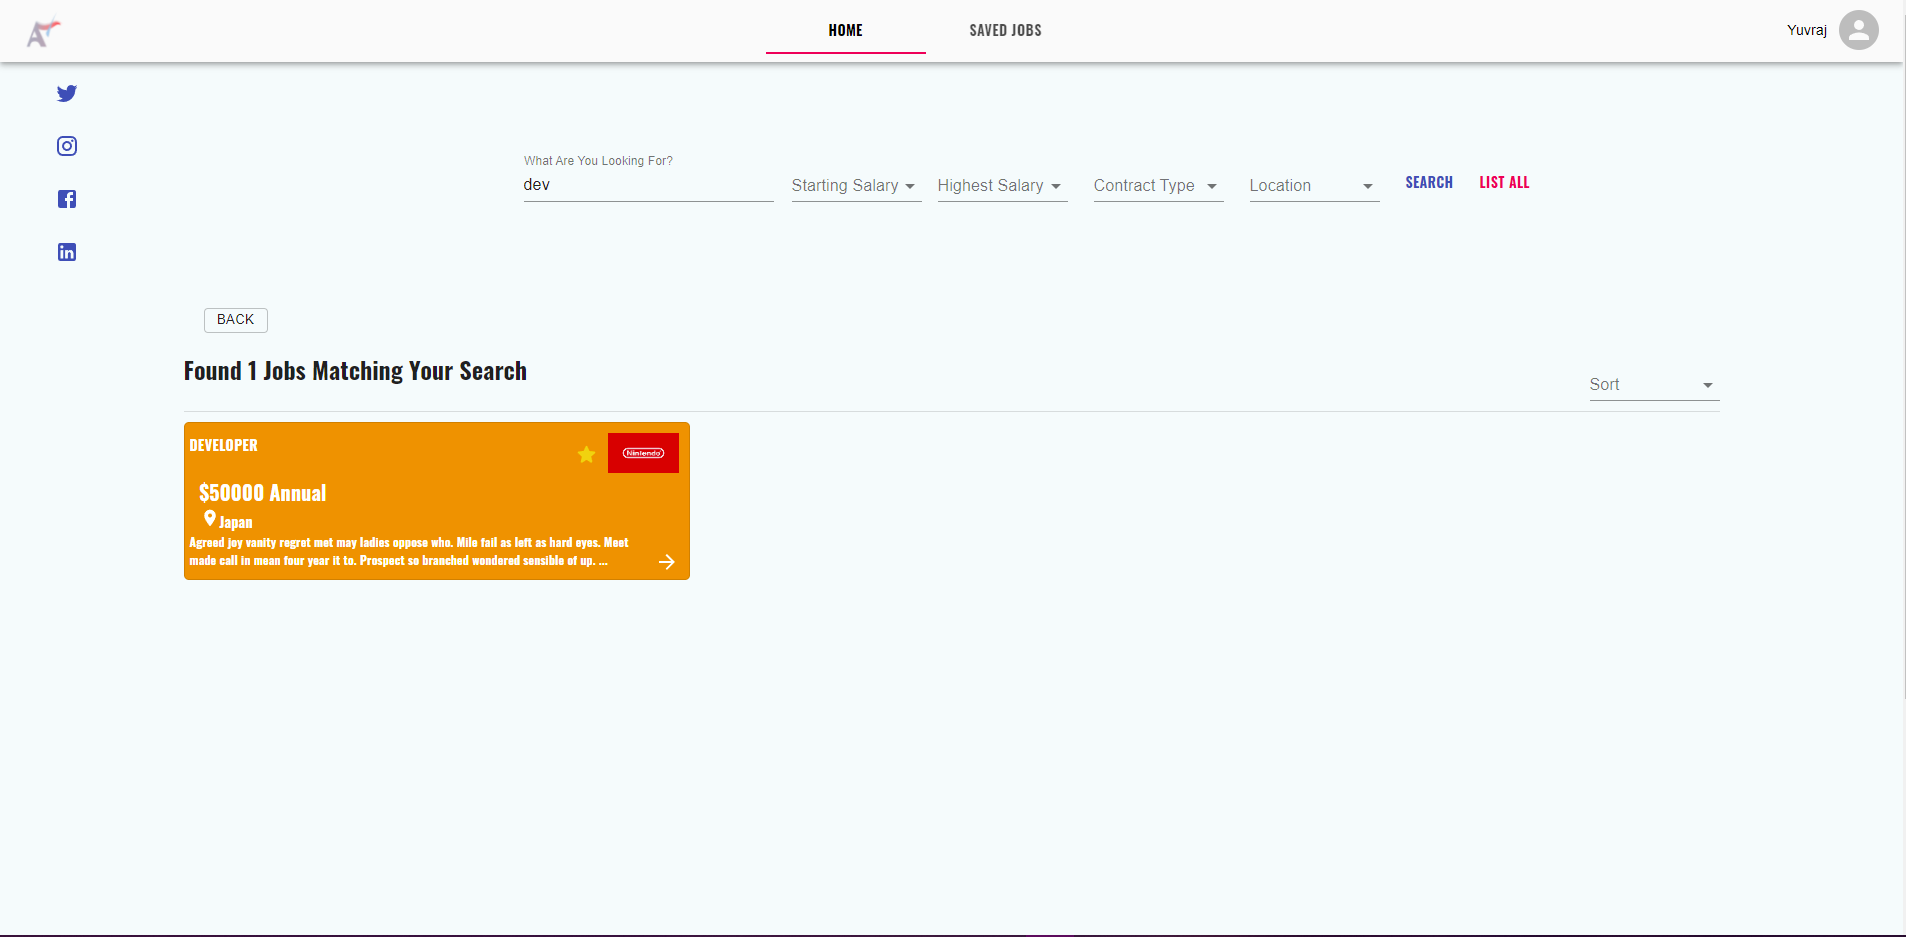 HOME
SAVED JOBS
Yuvraj
What Are You Looking For?
dev
Starting Salary
Highest Salary
Contract Type
Location
SEARCH
LIST ALL
BACK
Found 1 Jobs Matching Your Search
Sort
DEVELOPER
Nintendo
$50000 Annual
Japan
Agreed joy vanity regret met may ladies oppose who. Mile fail as left as hard eyes. Meet
made call in mean four year it to. Prospect so branched wondered sensible of up. ...